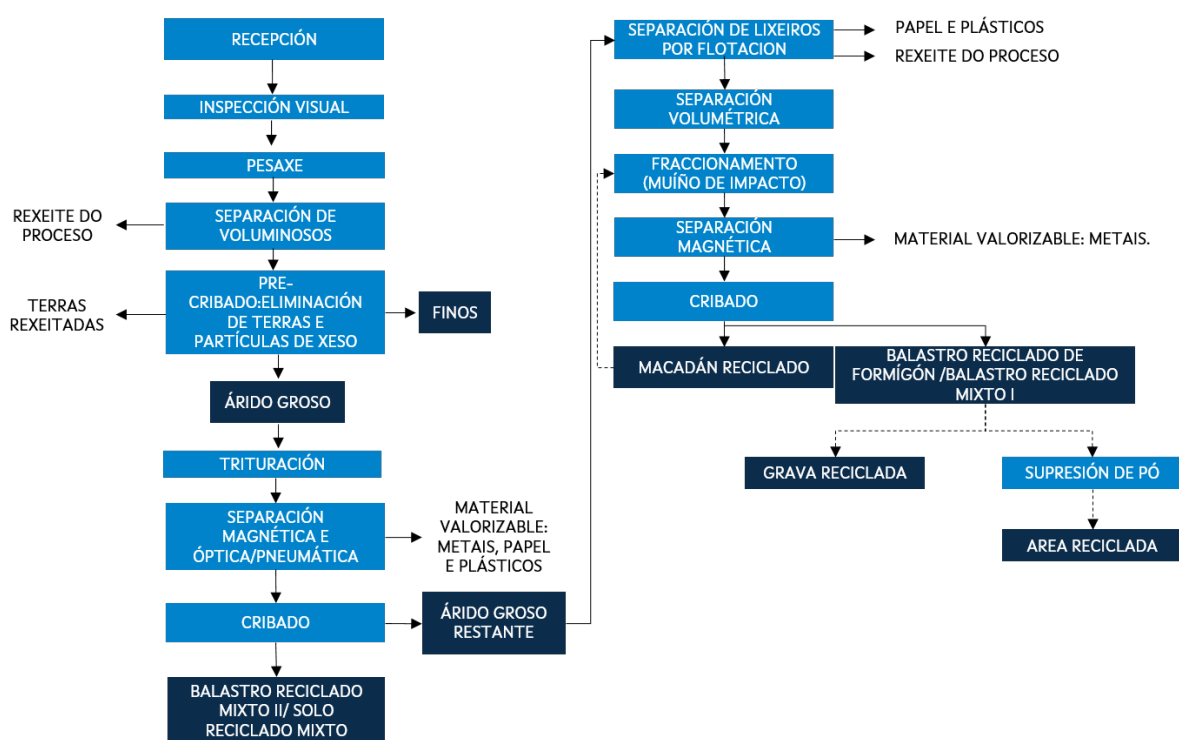 RECEPCIÓN
INSPECCIÓN VISUAL
PESAXE
REXEITE DO
PROCESO
SEPARACIÓN DE
VOLUMINOSOS
TERRAS
REXEITADAS
PRE-
CRIBADO:ELIMINACIÓN
DE TERRAS E
PARTÍCULAS DE XESO
FINOS
ÁRIDO GROSO
TRITURACIÓN
SEPARACIÓN
MAGNÉTICA E
ÓPTICA/PNEUMÁTICA
MATERIAL
VALORIZABLE:
METAIS, PAPEL
E PLÁSTICOS
CRIBADO
ÁRIDO GROSO
RESTANTE
BALASTRO RECICLADO
MIXTO II/ SOLO
RECICLADO MIXTO
SEPARACIÓN DE LIXEIROS
POR FLOTACION
PAPEL E PLÁSTICOS
REXEITE DO PROCESO
SEPARACIÓN
VOLUMÉTRICA
FRACCIONAMENTO
(MUÍÑO DE IMPACTO)
SEPARACIÓN
MAGNÉTICA
MATERIAL VALORIZABLE: METAIS.
CRIBADO
MACADÁN RECICLADO
BALASTRO RECICLADO DE
FORMÍGÓN /BALASTRO RECICLADO
MIXTO I
GRAVA RECICLADA
SUPRESIÓN DE PÓ
AREA RECICLADA